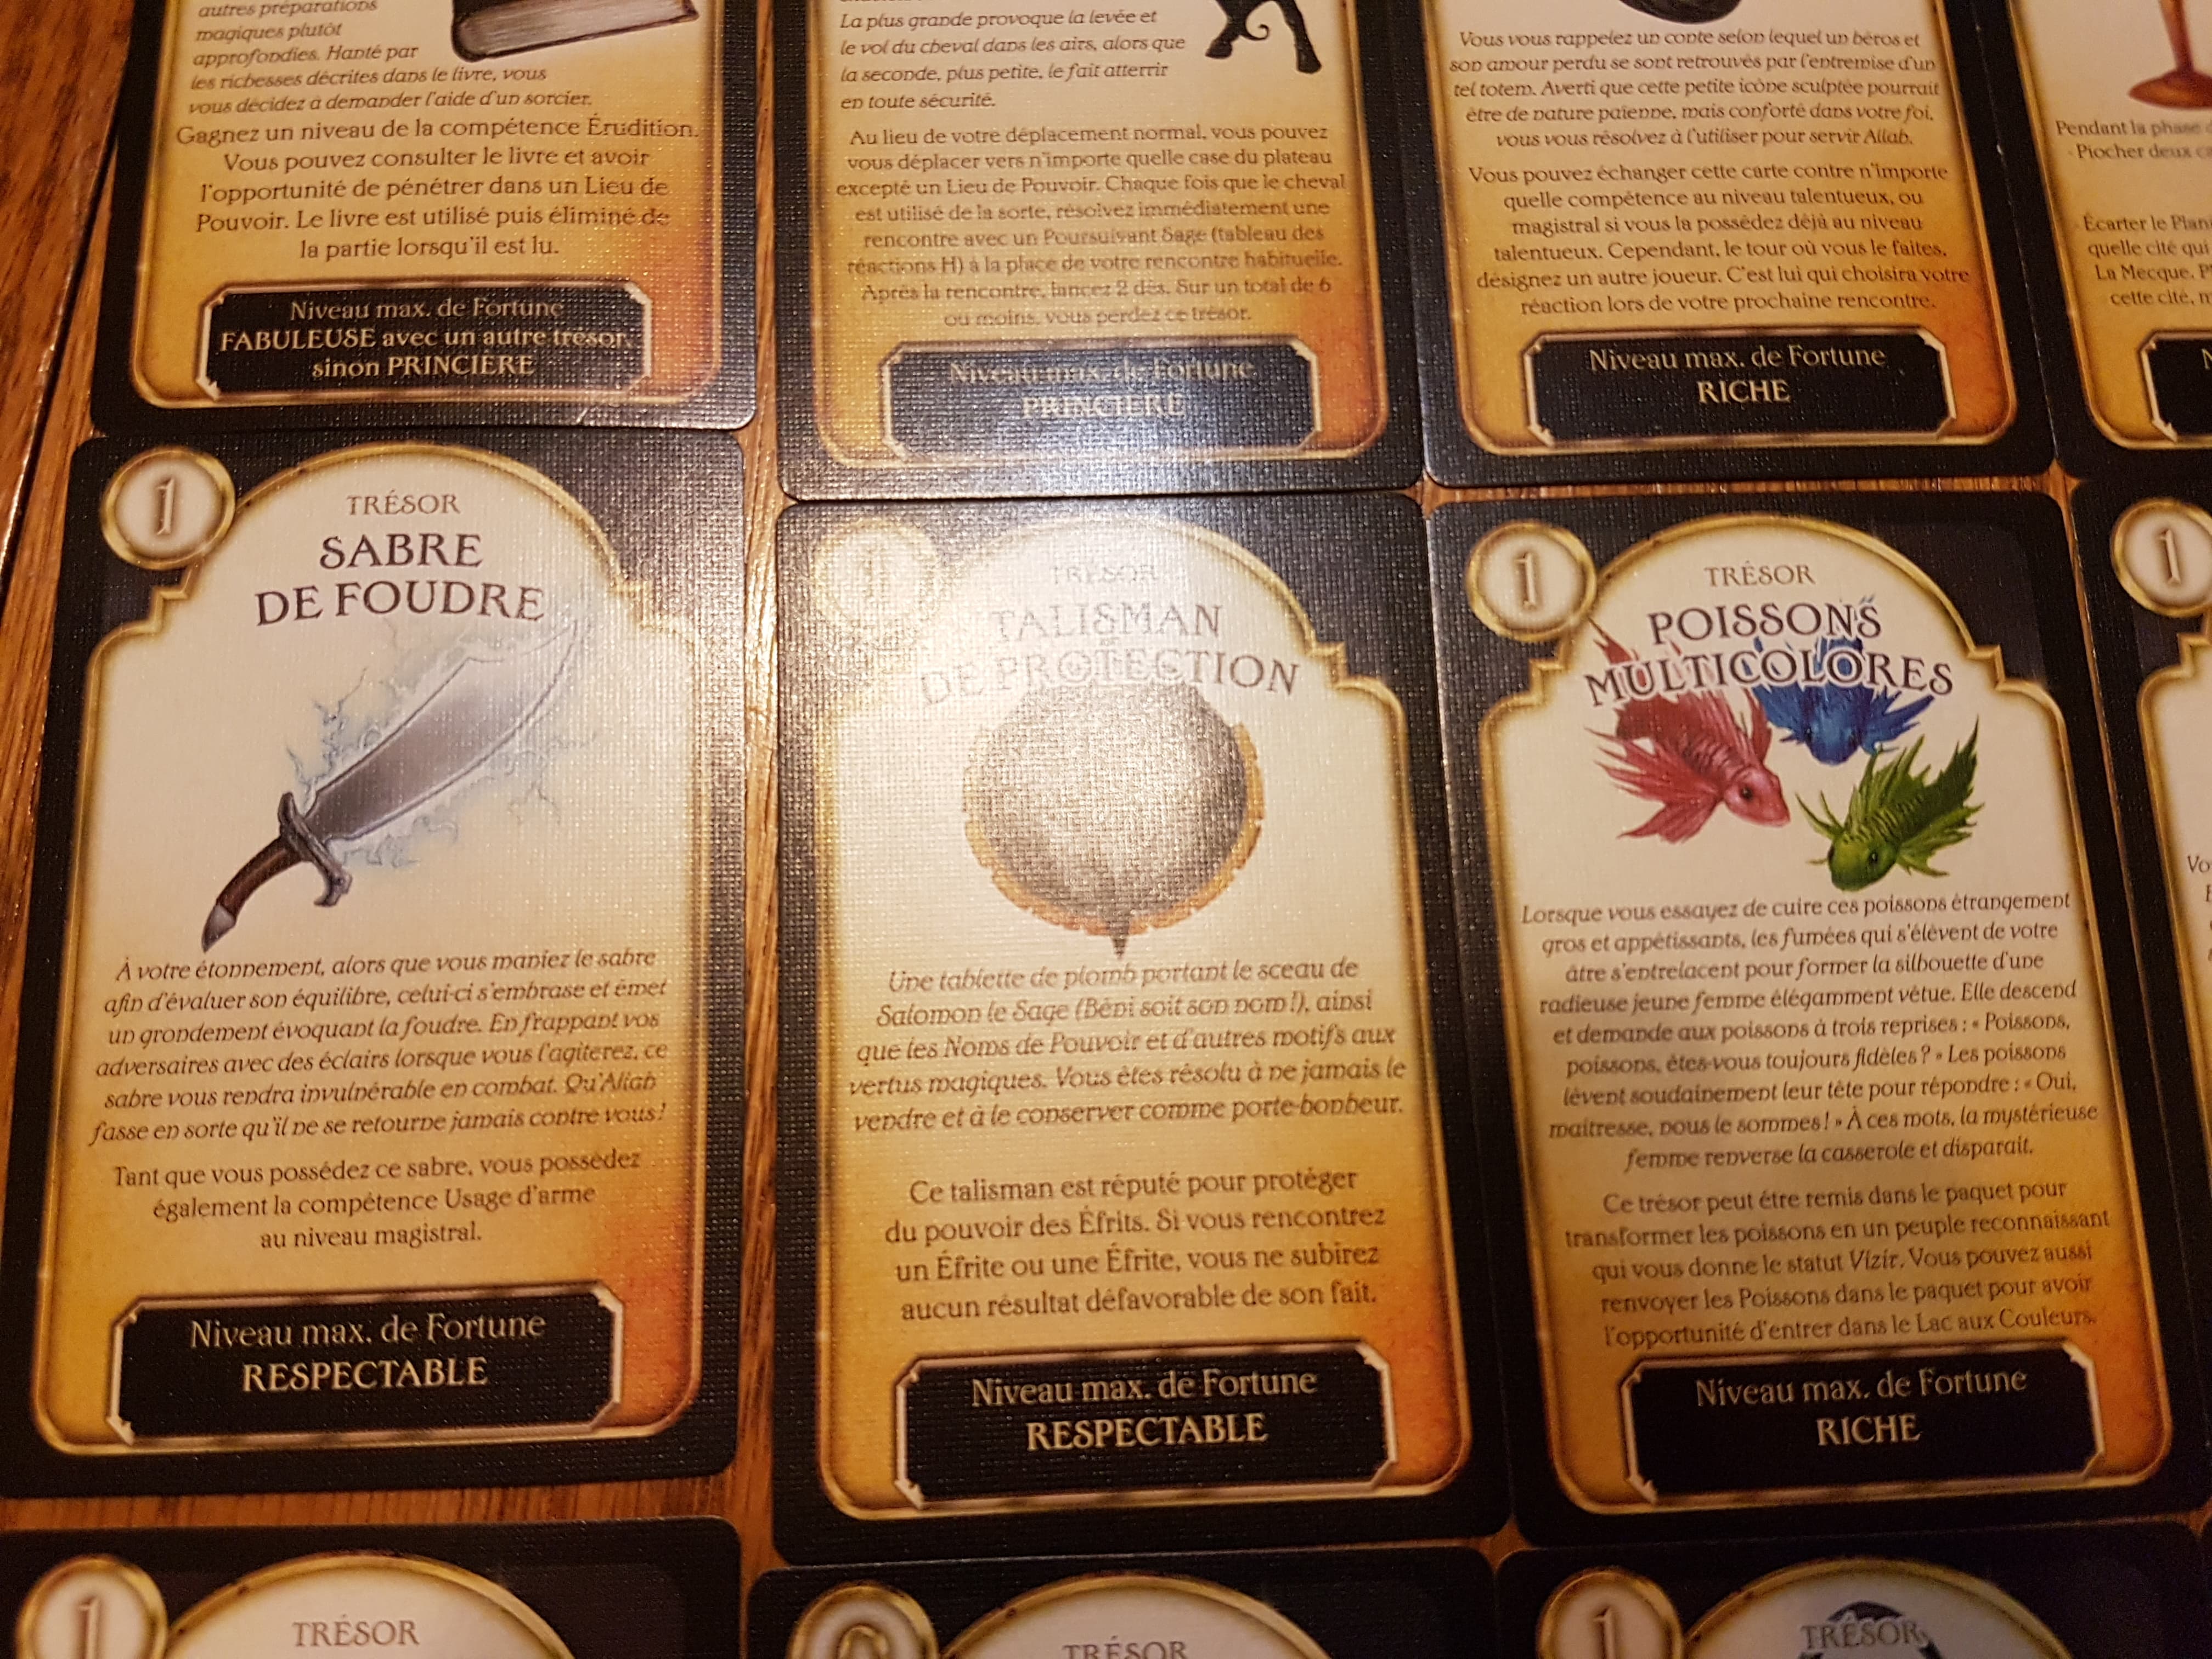 autres préparations
magiques plutôt
approfondies. Hanté par
les richesses décrites dans le livre, vous
vous décidez à demander l'aide d'un sorcier.
Gagnez un niveau de la compétence Érudition.
Vous pouvez consulter le livre et avoir
l'opportunité de pénétrer dans un Lieu de
Pouvoir. Le livre est utilisé puis éliminé de
la partie lorsqu'il est lu.
Niveau max. de Fortune
FABULEUSE avec un autre trésor,
sinon PRINCIÈRE
La plus grande provoque la levée et
le vol du cheval dans les airs, alors que
la seconde, plus petite, le fait atterrir
en toute sécurité.
Au lieu de votre déplacement normal, vous pouvez
vous déplacer vers n'importe quelle case du plateau
excepté un Lieu de Pouvoir. Chaque fois que le cheval
est utilisé de la sorte, résolvez immédiatement une
rencontre avec un Poursuivant Sage (tableau des
réactions H) à la place de votre rencontre habituelle.
Après la rencontre, lancez 2 dés. Sur un total de 6
ou moins, vous perdez ce trésor.
Niveau max. de Fortune
PRINCIÈRE
Vous vous rappelez un conte selon lequel un héros et
son amour perdu se sont retrouvés par l'entremise d'un
tel totem. Averti que cette petite icône sculptée pourrait
être de nature païenne, mais conforté dans votre foi,
vous vous résolvez à l'utiliser pour servir Allah.
Vous pouvez échanger cette carte contre n'importe
quelle compétence au niveau talentueux, ou
magistral si vous la possédez déjà au niveau
talentueux. Cependant, le tour où vous le faites,
désignez un autre joueur. C'est lui qui choisira votre
réaction lors de votre prochaine rencontre.
Niveau max. de Fortune
RICHE
Pendant la phase
Piocher deux
Écarter le
quelle cité qui
La Mecque.
cette cité,
1
TRÉSOR
SABRE
DE FOUDRE
À votre étonnement, alors que vous maniez le sabre
afin d'évaluer son équilibre, celui-ci s'embrase et émet
un grondement évoquant la foudre. En frappant vos
adversaires avec des éclairs lorsque vous l'agiterez, ce
sabre vous rendra invulnérable en combat. Qu'Allah
fasse en sorte qu'il ne se retourne jamais contre vous!
Tant que vous possédez ce sabre, vous possédez
également la compétence Usage d'arme
au niveau magistral.
Niveau max. de Fortune
RESPECTABLE
1
TRÉSOR
TALISMAN
DE PROTECTION
Une tablette de plomb portant le sceau de
Salomon le Sage (Béni soit son nom!), ainsi
que les Noms de Pouvoir et d'autres motifs aux
vertus magiques. Vous êtes résolu à ne jamais le
vendre et à le conserver comme porte-bonheur.
Ce talisman est réputé pour protéger
du pouvoir des Éfrits. Si vous rencontrez
un Éfrite ou une Éfrite, vous ne subirez
aucun résultat défavorable de son fait.
Niveau max. de Fortune
RESPECTABLE
1
TRÉSOR
POISSONS
MULTICOLORES
Lorsque vous essayez de cuire ces poissons étrangement
gros et appétissants, les fumées qui s'élèvent de votre
âtre s'entrelacent pour former la silhouette d'une
radieuse jeune femme élégamment vêtue. Elle descend
et demande aux poissons à trois reprises : « Poissons,
poissons, êtes-vous toujours fidèles ? » Les poissons
lèvent soudainement leur tête pour répondre : « Oui,
maîtresse, nous le sommes ! » À ces mots, la mystérieuse
femme renverse la casserole et disparait.
Ce trésor peut être remis dans le paquet pour
transformer les poissons en un peuple reconnaissant
qui vous donne le statut Vizir. Vous pouvez aussi
renvoyer les Poissons dans le paquet pour avoir
l'opportunité d'entrer dans le Lac aux Couleurs.
Niveau max. de Fortune
RICHE
1
1
TRÉSOR
TRÉSOR
1
TRÉSOR